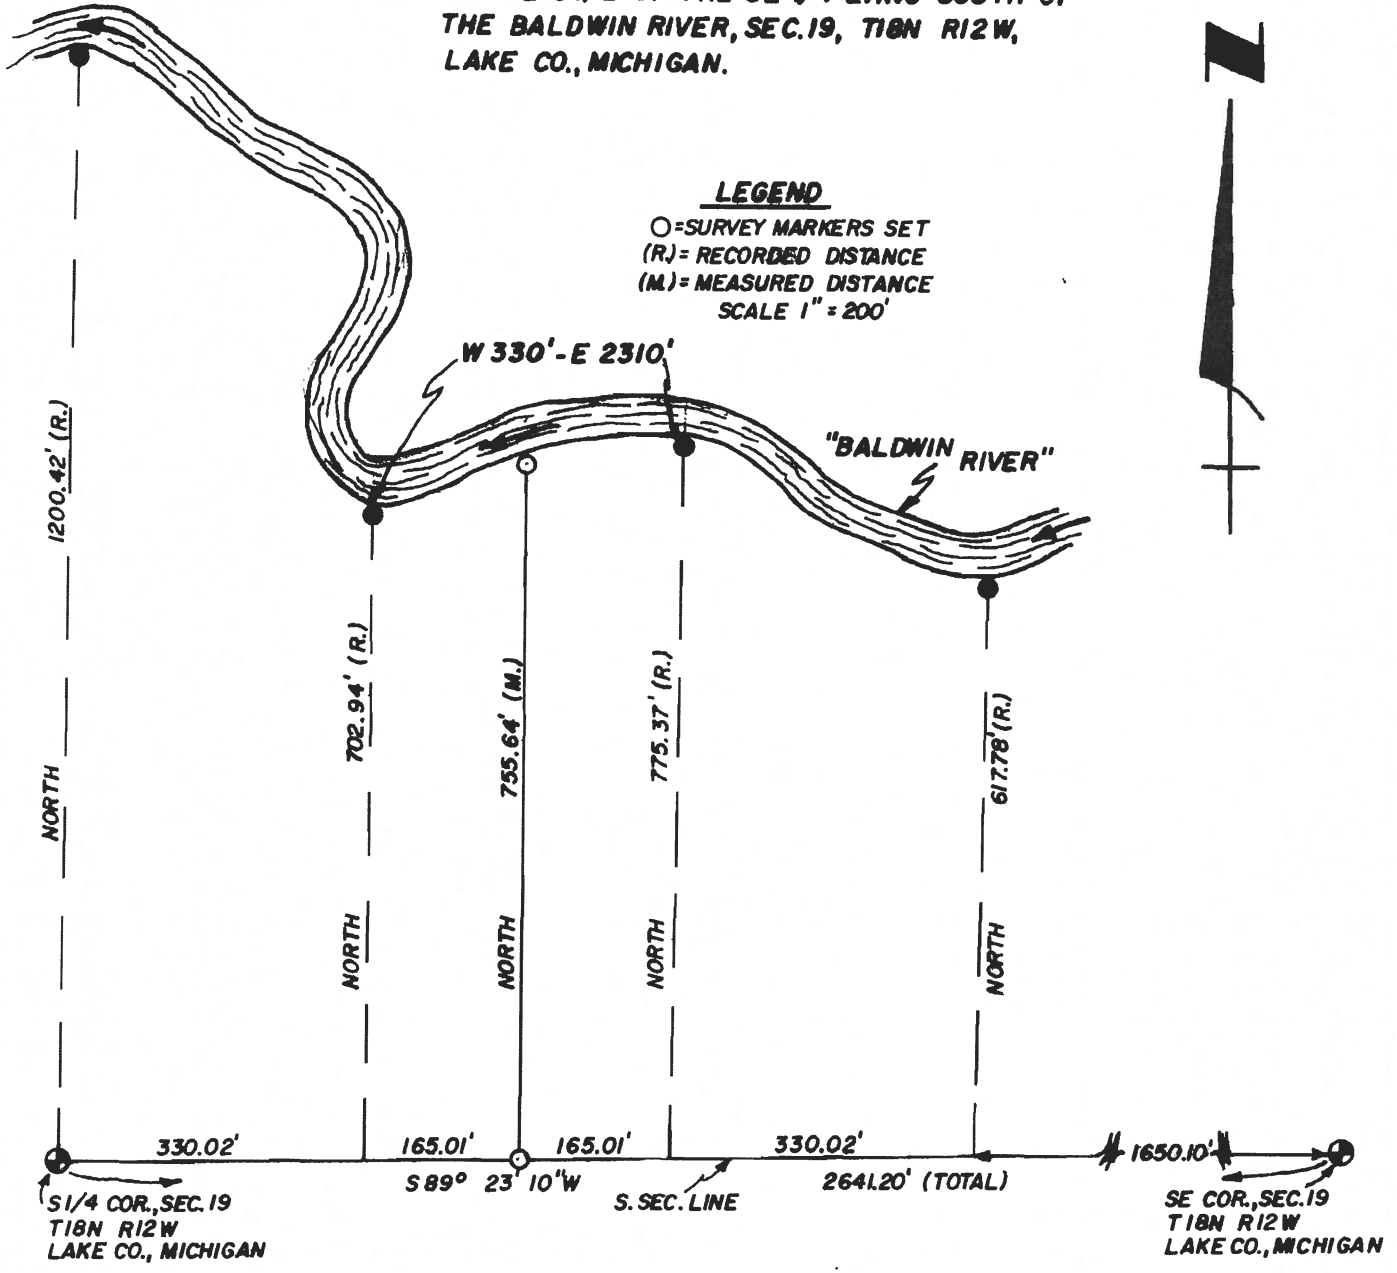 THE BALDWIN RIVER, SEC.19, T18N R12W,
LAKE CO., MICHIGAN.
N
LEGEND
O=SURVEY MARKERS SET
(R.)= RECORDED DISTANCE
(M.)= MEASURED DISTANCE
SCALE 1" = 200'
W 330'-E 2310'
"BALDWIN RIVER"
1200.42' (R.)
NORTH
702.94' (R.)
NORTH
755.64' (M.)
NORTH
775.37' (R.)
NORTH
617.78' (R.)
NORTH
330.02'
165.01'
165.01'
330.02'
1650.10'
S 89° 23' 10"W
S. SEC. LINE
2641.20' (TOTAL)
S 1/4 COR., SEC. 19
T18N R12W
LAKE CO., MICHIGAN
SE COR., SEC. 19
T18N R12W
LAKE CO., MICHIGAN